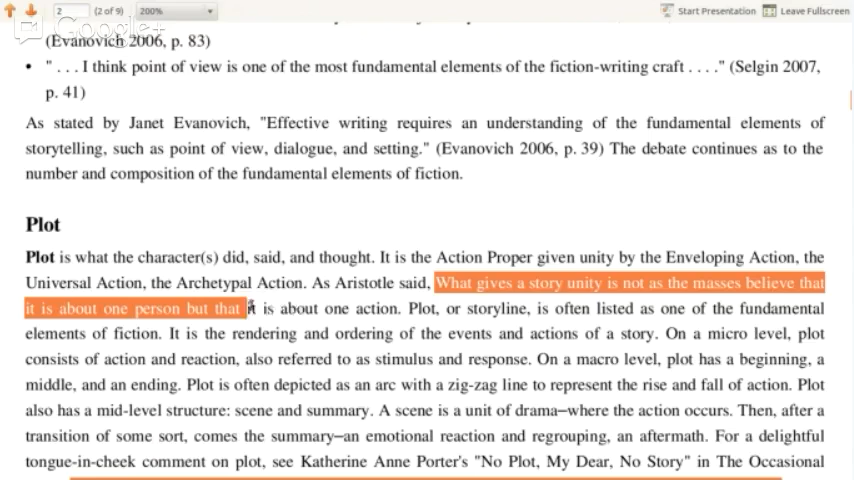 2 (2 of 9) 200% Start Presentation Leave Fullscreen
Google+
(Evanovich 2006, p. 83)
• " . . . I think point of view is one of the most fundamental elements of the fiction-writing craft . . . ." (Selgin 2007,
p. 41)
As stated by Janet Evanovich, "Effective writing requires an understanding of the fundamental elements of
storytelling, such as point of view, dialogue, and setting." (Evanovich 2006, p. 39) The debate continues as to the
number and composition of the fundamental elements of fiction.
Plot
Plot is what the character(s) did, said, and thought. It is the Action Proper given unity by the Enveloping Action, the
Universal Action, the Archetypal Action. As Aristotle said, What gives a story unity is not as the masses believe that
it is about one person but that it is about one action. Plot, or storyline, is often listed as one of the fundamental
elements of fiction. It is the rendering and ordering of the events and actions of a story. On a micro level, plot
consists of action and reaction, also referred to as stimulus and response. On a macro level, plot has a beginning, a
middle, and an ending. Plot is often depicted as an arc with a zig-zag line to represent the rise and fall of action. Plot
also has a mid-level structure: scene and summary. A scene is a unit of drama—where the action occurs. Then, after a
transition of some sort, comes the summary—an emotional reaction and regrouping, an aftermath. For a delightful
tongue-in-cheek comment on plot, see Katherine Anne Porter's "No Plot, My Dear, No Story" in The Occasional